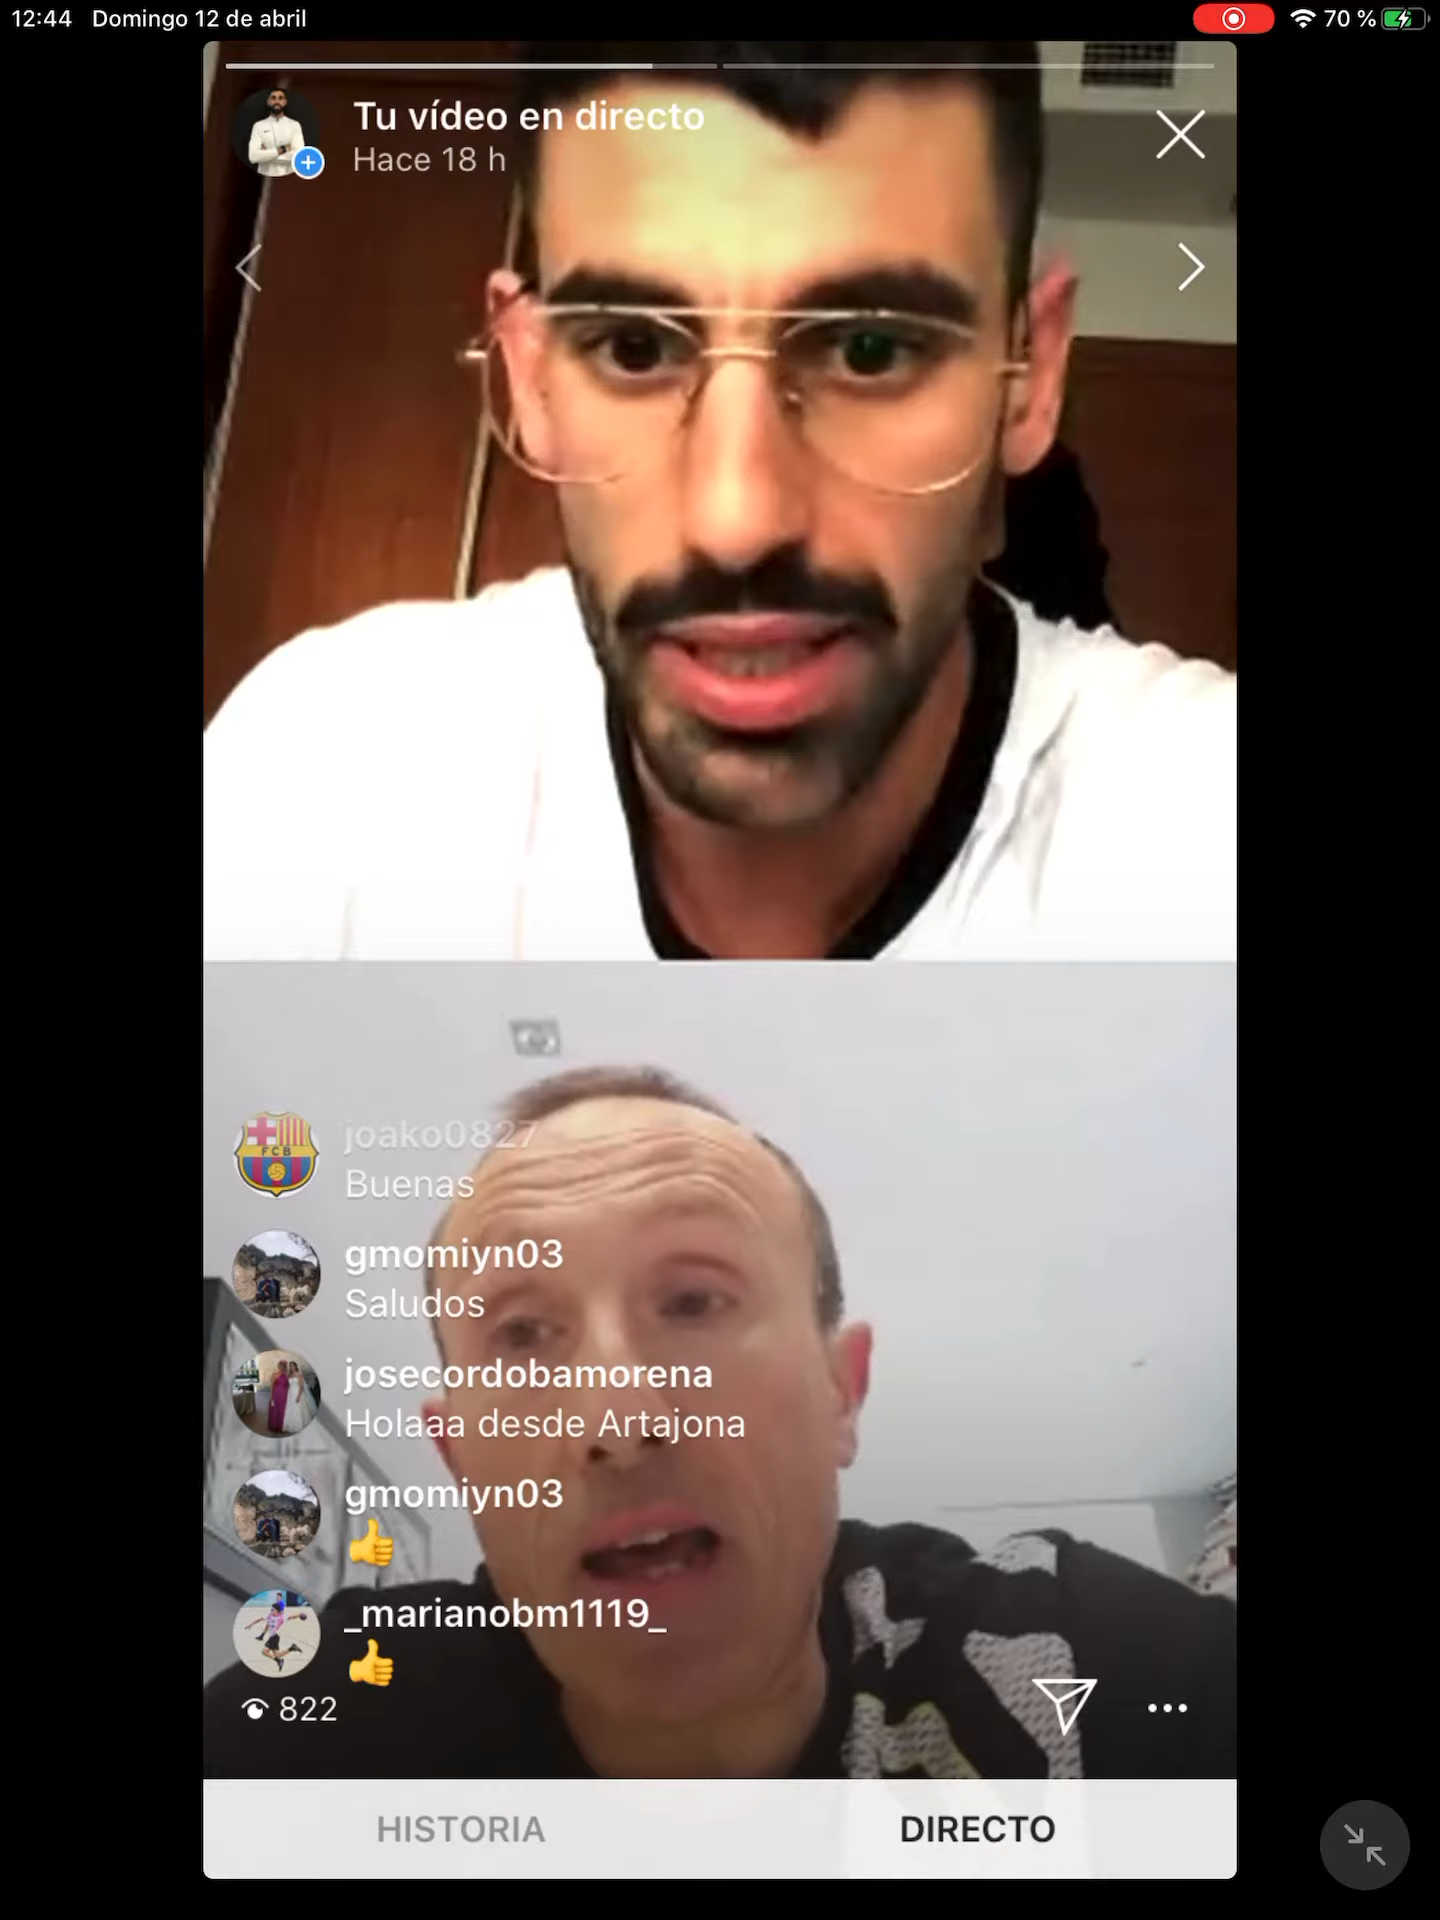 12:44 Domingo 12 de abril
70 %
Tu vídeo en directo
Hace 18 h
FCB
joako0827
Buenas
gmomiyn03
Saludos
josecordobamorena
Holaaa desde Artajona
gmomiyn03
👍
_marianobm1119_
👍
822
HISTORIA
DIRECTO